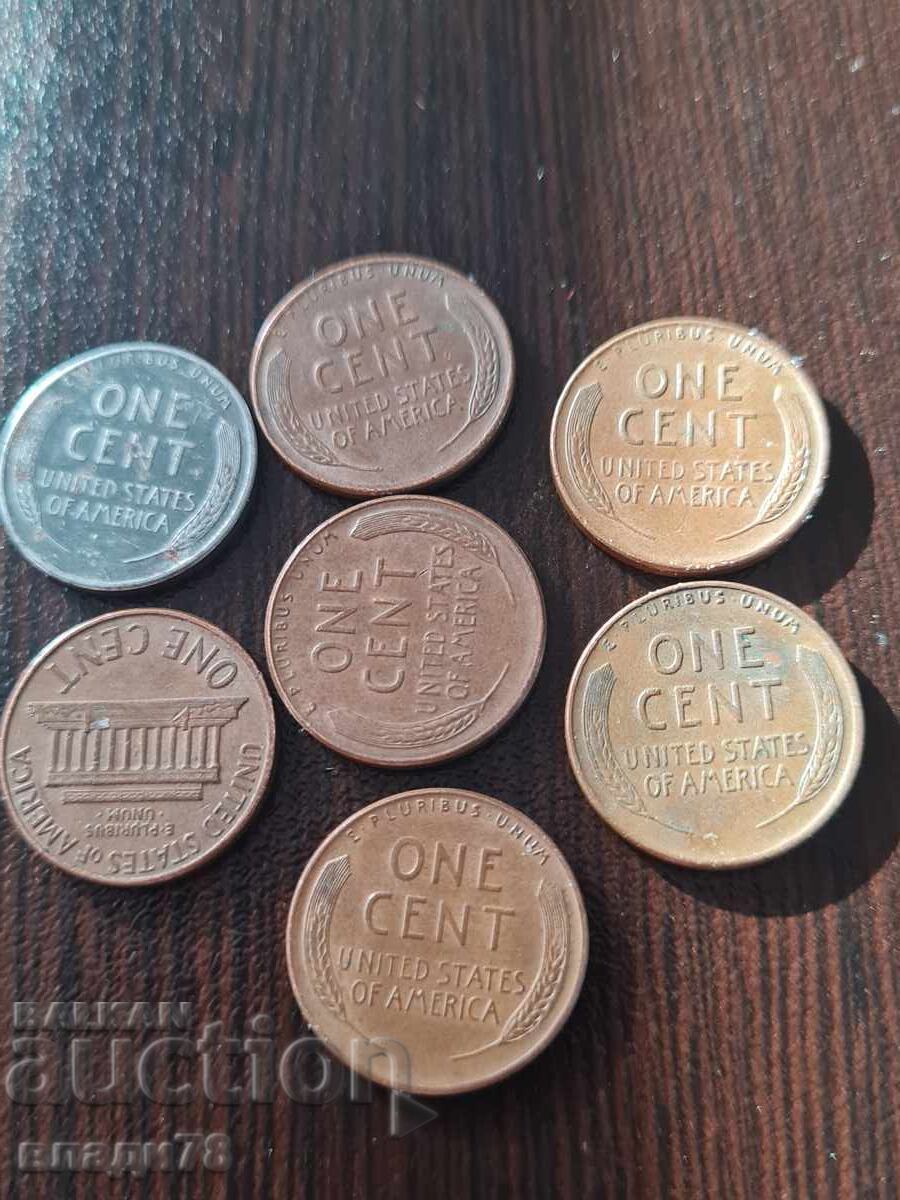 E·PLURIBUS·UNUM
ONE
CENT
UNITED STATES
OF AMERICA
E·PLURIBUS·UNUM
ONE
CENT
UNITED STATES
OF AMERICA
E·PLURIBUS·UNUM
ONE
CENT
UNITED STATES
OF AMERICA
E PLURIBUS UNUM
ONE
CENT
UNITED STATES
OF AMERICA
E·PLURIBUS·UNUM
ONE
CENT
UNITED STATES
OF AMERICA
UNITED STATES OF AMERICA
·E·PLURIBUS·
·UNUM·
ONE CENT
E·PLURIBUS·UNUM
ONE
CENT
UNITED STATES
OF AMERICA
BALKAN
auction
влади78